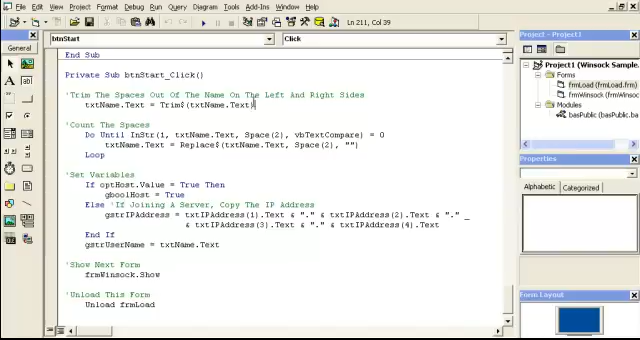 File Edit View Project Format Debug Run Query Diagram Tools Add-Ins Window Help
Ln 211, Col 39
General
btnStart
Click
End Sub
Private Sub btnStart_Click()
'Trim The Spaces Out Of The Name On The Left And Right Sides
txtName.Text = Trim$(txtName.Text)
'Count The Spaces
Do Until InStr(1, txtName.Text, Space(2), vbTextCompare) = 0
txtName.Text = Replace$(txtName.Text, Space(2), "")
Loop
'Set Variables
If optHost.Value = True Then
gboolHost = True
Else 'If Joining A Server, Copy The IP Address
gstrIPAddress = txtIPAddress(1).Text & "." & txtIPAddress(2).Text & "." _
& txtIPAddress(3).Text & "." & txtIPAddress(4).Text
End If
gstrUserName = txtName.Text
'Show Next Form
frmWinsock.Show
'Unload This Form
Unload frmLoad
Project - Project1
Project1 (Winsock Sample.
Forms
frmLoad (frmLoad.frm)
frmWinsock (frmWins
Modules
basPublic (basPublic.ba
Properties
Alphabetic
Categorized
Form Layout